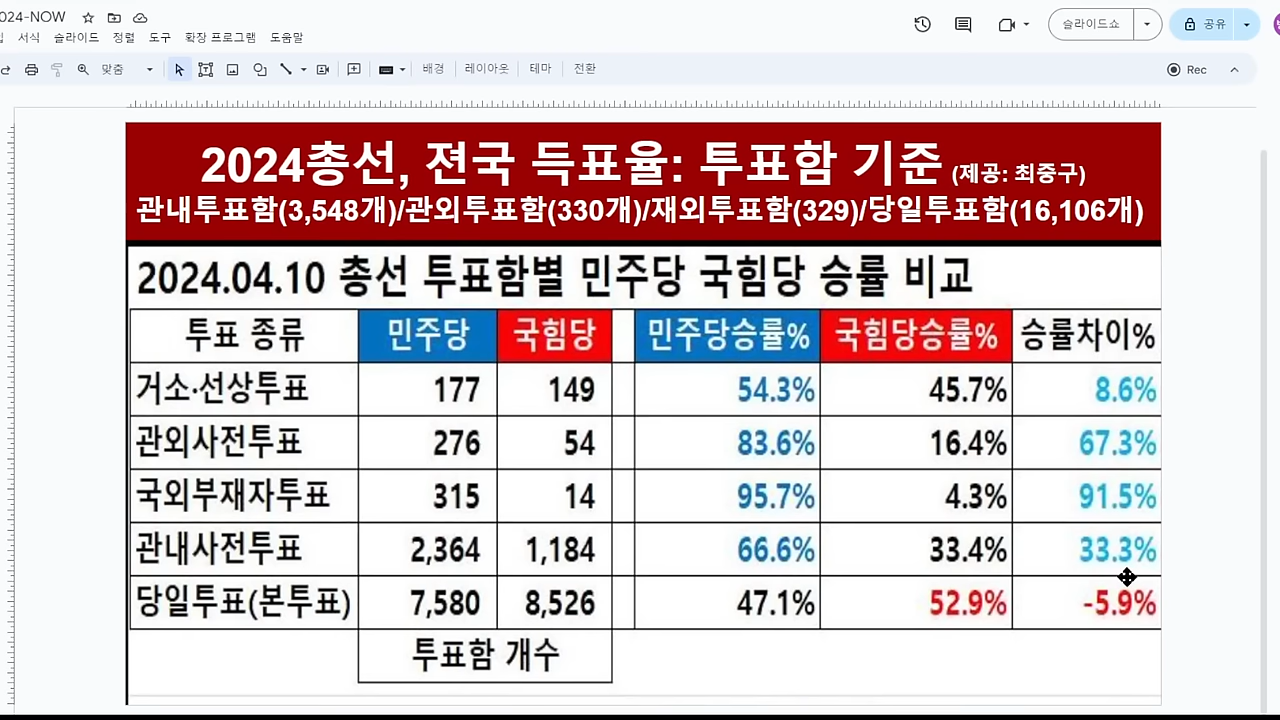 024-NOW
서식 슬라이드 정렬 도구 확장 프로그램 도움말
슬라이드쇼
공유
맞춤
배경 레이아웃 테마 전환
Rec
2024총선, 젼국 득표율: 투표함 기준 (제공: 최중구)
관내투표함(3,548개)/관외투표함(330개)/재외투표함(329)/당일투표함(16,106개)
2024.04.10 총선 투표함별 민주당 국힘당 승률 비교
투표 종류 민주당 국힘당 민주당승률% 국힘당승률% 승률차이%
거소·선상투표 177 149 54.3% 45.7% 8.6%
관외사전투표 276 54 83.6% 16.4% 67.3%
국외부재자투표 315 14 95.7% 4.3% 91.5%
관내사전투표 2,364 1,184 66.6% 33.4% 33.3%
당일투표(본투표) 7,580 8,526 47.1% 52.9% -5.9%
투표함 개수